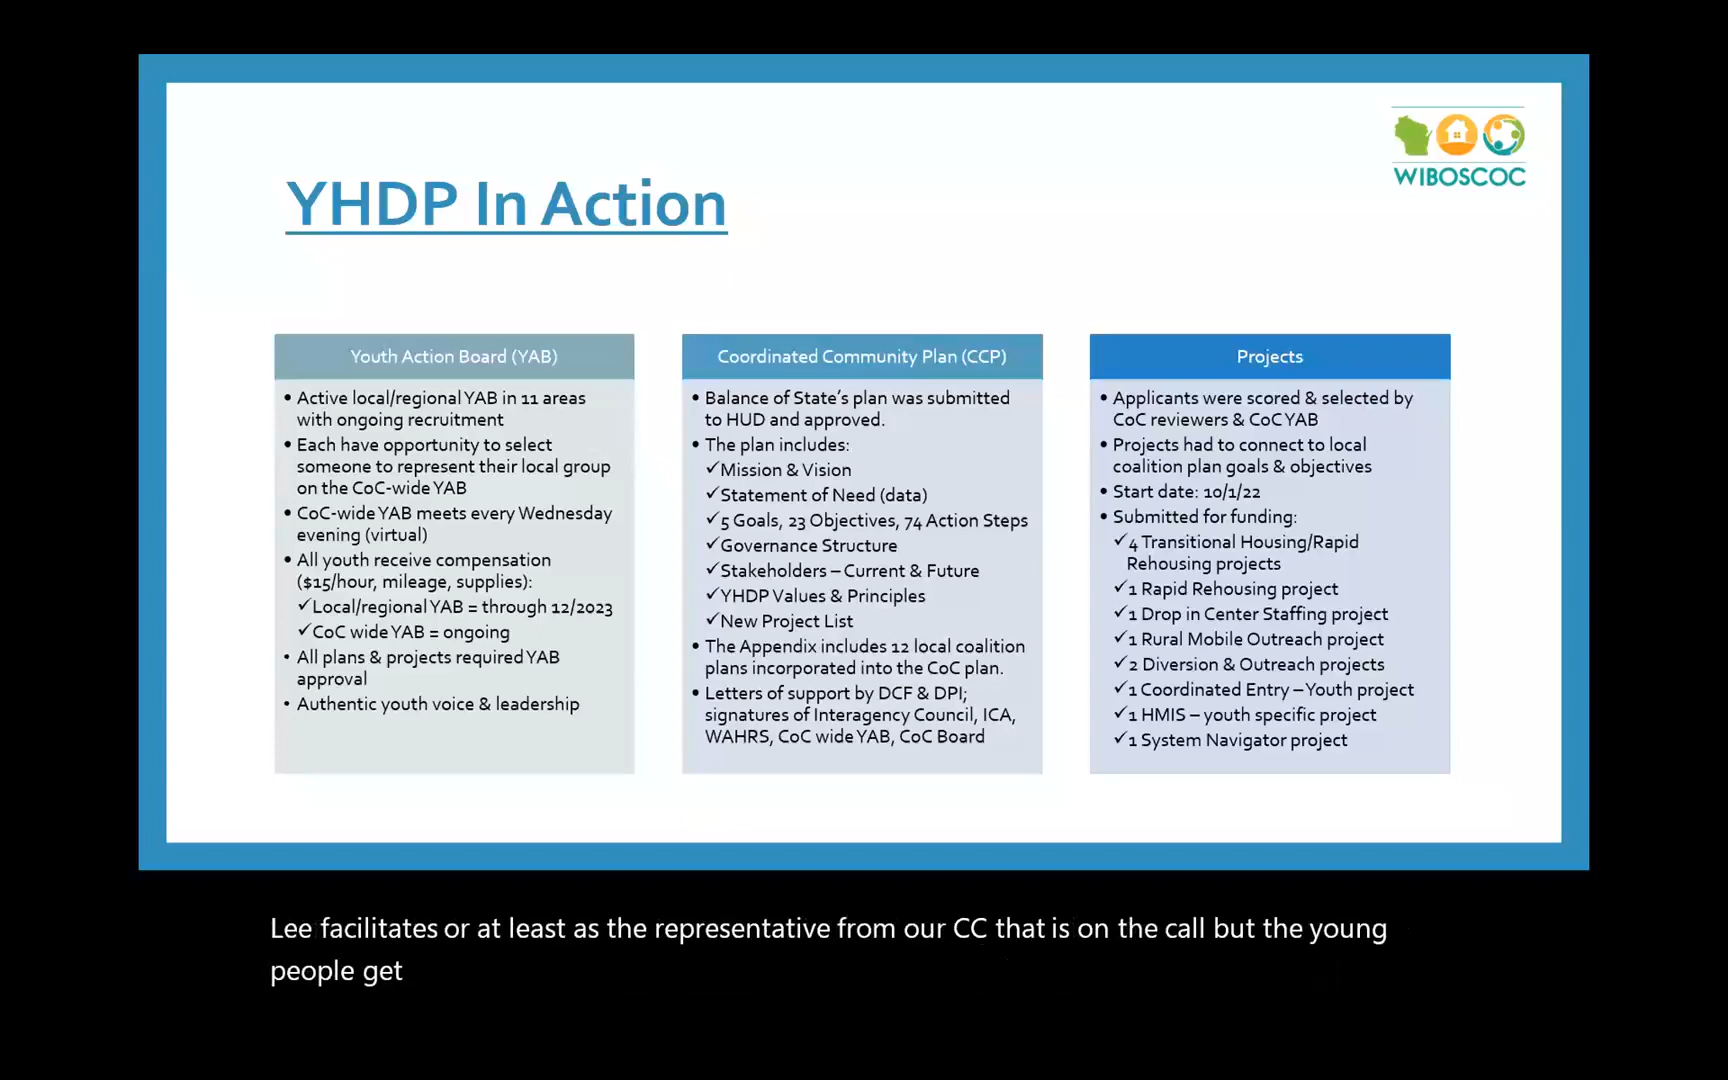 WIBOSCOC
YHDP In Action
Youth Action Board (YAB)
• Active local/regional YAB in 11 areas
with ongoing recruitment
• Each have opportunity to select
someone to represent their local group
on the CoC-wide YAB
• CoC-wide YAB meets every Wednesday
evening (virtual)
• All youth receive compensation
($15/hour, mileage, supplies):
✓Local/regional YAB = through 12/2023
✓CoC wide YAB = ongoing
• All plans & projects required YAB
approval
• Authentic youth voice & leadership
Coordinated Community Plan (CCP)
• Balance of State's plan was submitted
to HUD and approved.
• The plan includes:
✓Mission & Vision
✓Statement of Need (data)
✓5 Goals, 23 Objectives, 74 Action Steps
✓Governance Structure
✓Stakeholders – Current & Future
✓YHDP Values & Principles
✓New Project List
• The Appendix includes 12 local coalition
plans incorporated into the CoC plan.
• Letters of support by DCF & DPI;
signatures of Interagency Council, ICA,
WAHRS, CoC wide YAB, CoC Board
Projects
• Applicants were scored & selected by
CoC reviewers & CoC YAB
• Projects had to connect to local
coalition plan goals & objectives
• Start date: 10/1/22
• Submitted for funding:
✓4 Transitional Housing/Rapid
Rehousing projects
✓1 Rapid Rehousing project
✓1 Drop in Center Staffing project
✓1 Rural Mobile Outreach project
✓2 Diversion & Outreach projects
✓1 Coordinated Entry – Youth project
✓1 HMIS – youth specific project
✓1 System Navigator project
Lee facilitates or at least as the representative from our CC that is on the call but the young
people get